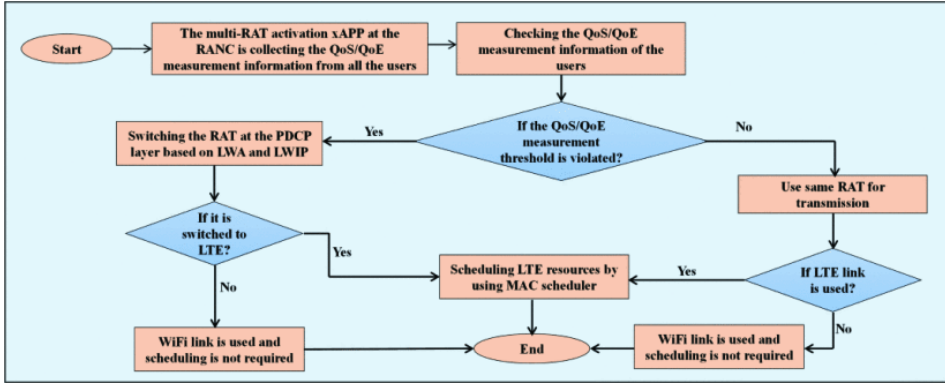 Start
The multi-RAT activation xAPP at the
RANC is collecting the QoS/QoE
measurement information from all the
users
Checking the QoS/QoE
measurement information of the
users
If the QoS/QoE
measurement
threshold is violated?
Yes
No
Switching the RAT at the PDCP
layer based on LWA and LWIP
Use same RAT for
transmission
If it is
switched to
LTE?
Yes
No
Scheduling LTE resources by
using MAC scheduler
Yes
If LTE link
is used?
No
WiFi link is used and
scheduling is not required
End
WiFi link is used and
scheduling is not required